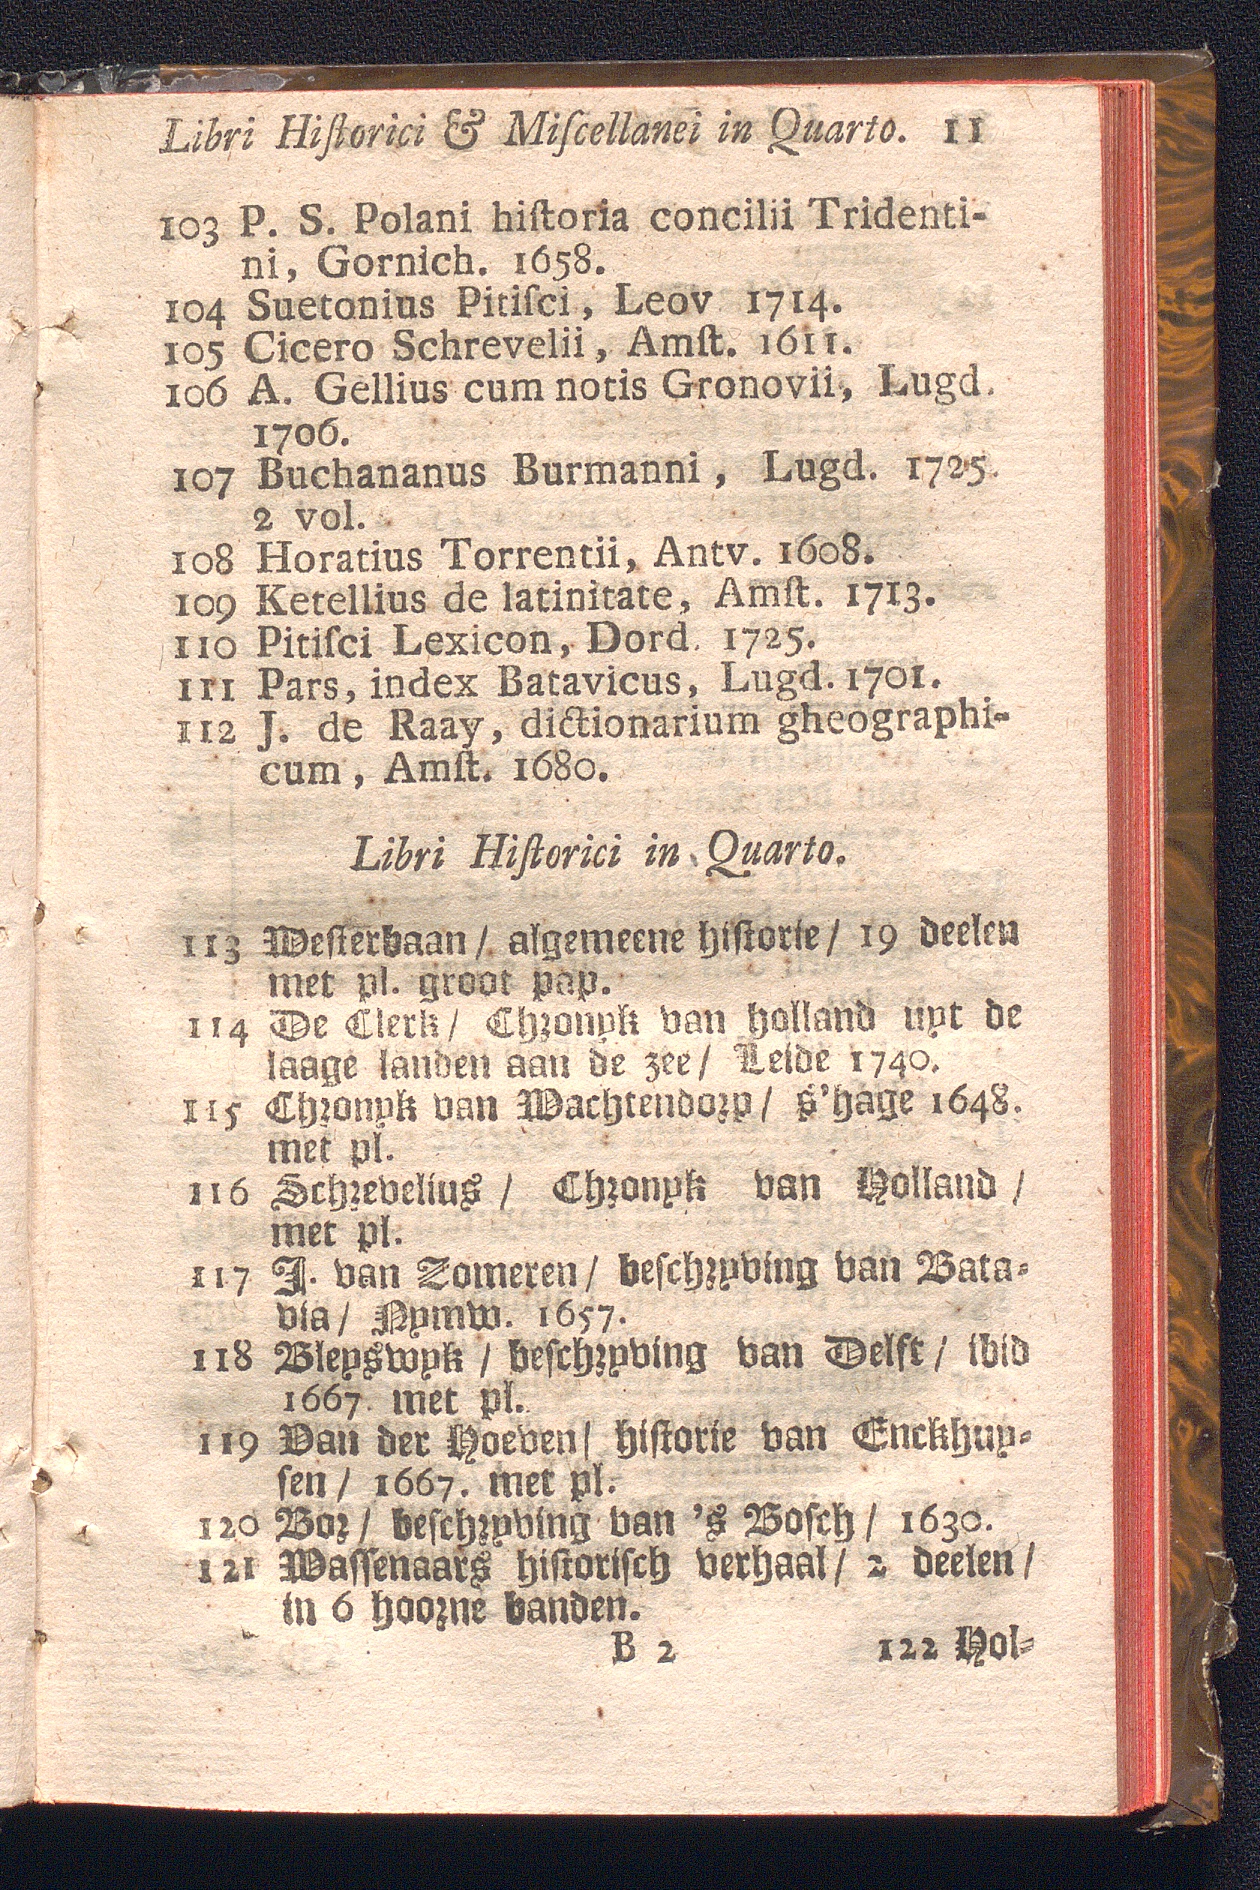 Libri Hiſtorici & Miſcellanei in Quarto. 11
103 P. S. Polani hiſtoria concilii Tridenti-
ni, Gornich. 1658.
104 Suetonius Pitiſci, Leov 1714.
105 Cicero Schrevelii, Amſt. 1611.
106 A. Gellius cum notis Gronovii, Lugd.
1706.
107 Buchananus Burmanni, Lugd. 1725.
2 vol.
108 Horatius Torrentii, Antv. 1608.
109 Ketellius de latinitate, Amſt. 1713.
110 Pitiſci Lexicon, Dord. 1725.
111 Pars, index Batavicus, Lugd. 1701.
112 J. de Raay, dictionarium gheographi-
cum, Amſt. 1680.
Libri Hiſtorici in Quarto.
113 Weſterbaan / algemeene hiſtorie / 19 deelen
met pl. groot pap.
114 De Clerk / Chronyk van holland uyt de
laage landen aan de zee / Leide 1740.
115 Chronyk van Wachtendorp / s'hage 1648.
met pl.
116 Schrevelius / Chronyk van Holland /
met pl.
117 J. van Zomeren / beſchryving van Bata-
via / Nymw. 1657.
118 Bleyswyk / beſchryving van Delft / ibid
1667. met pl.
119 Van der Hoeven / hiſtorie van Enckhuy-
ſen / 1667. met pl.
120 Bor / beſchryving van 's Boſch / 1630.
121 Waſſenaars hiſtoriſch verhaal / 2 deelen /
in 6 hoorne banden.
B 2 122 Hol-